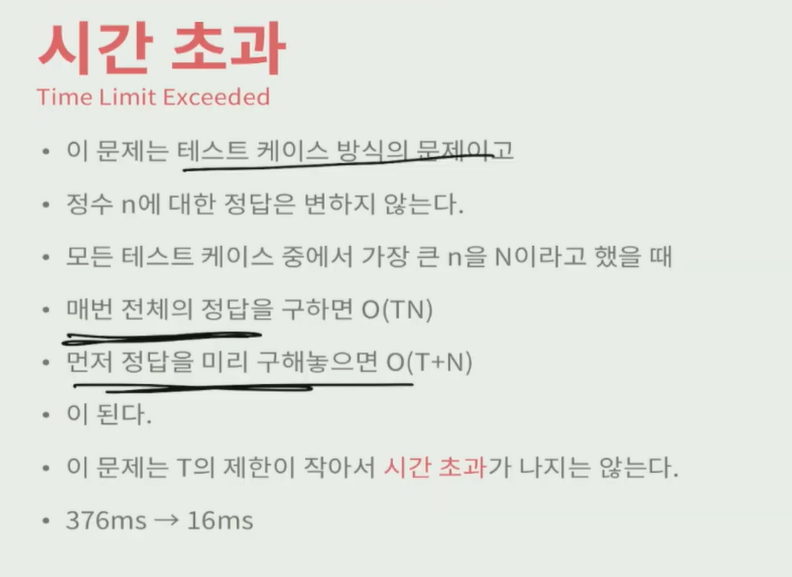 시간 초과
Time Limit Exceeded
• 이 문제는 테스트 케이스 방식의 문제이고
• 정수 n에 대한 정답은 변하지 않는다.
• 모든 테스트 케이스 중에서 가장 큰 n을 N이라고 했을 때
• 매번 전체의 정답을 구하면 O(TN)
• 먼저 정답을 미리 구해놓으면 O(T+N)
• 이 된다.
• 이 문제는 T의 제한이 작아서 시간 초과가 나지는 않는다.
• 376ms → 16ms